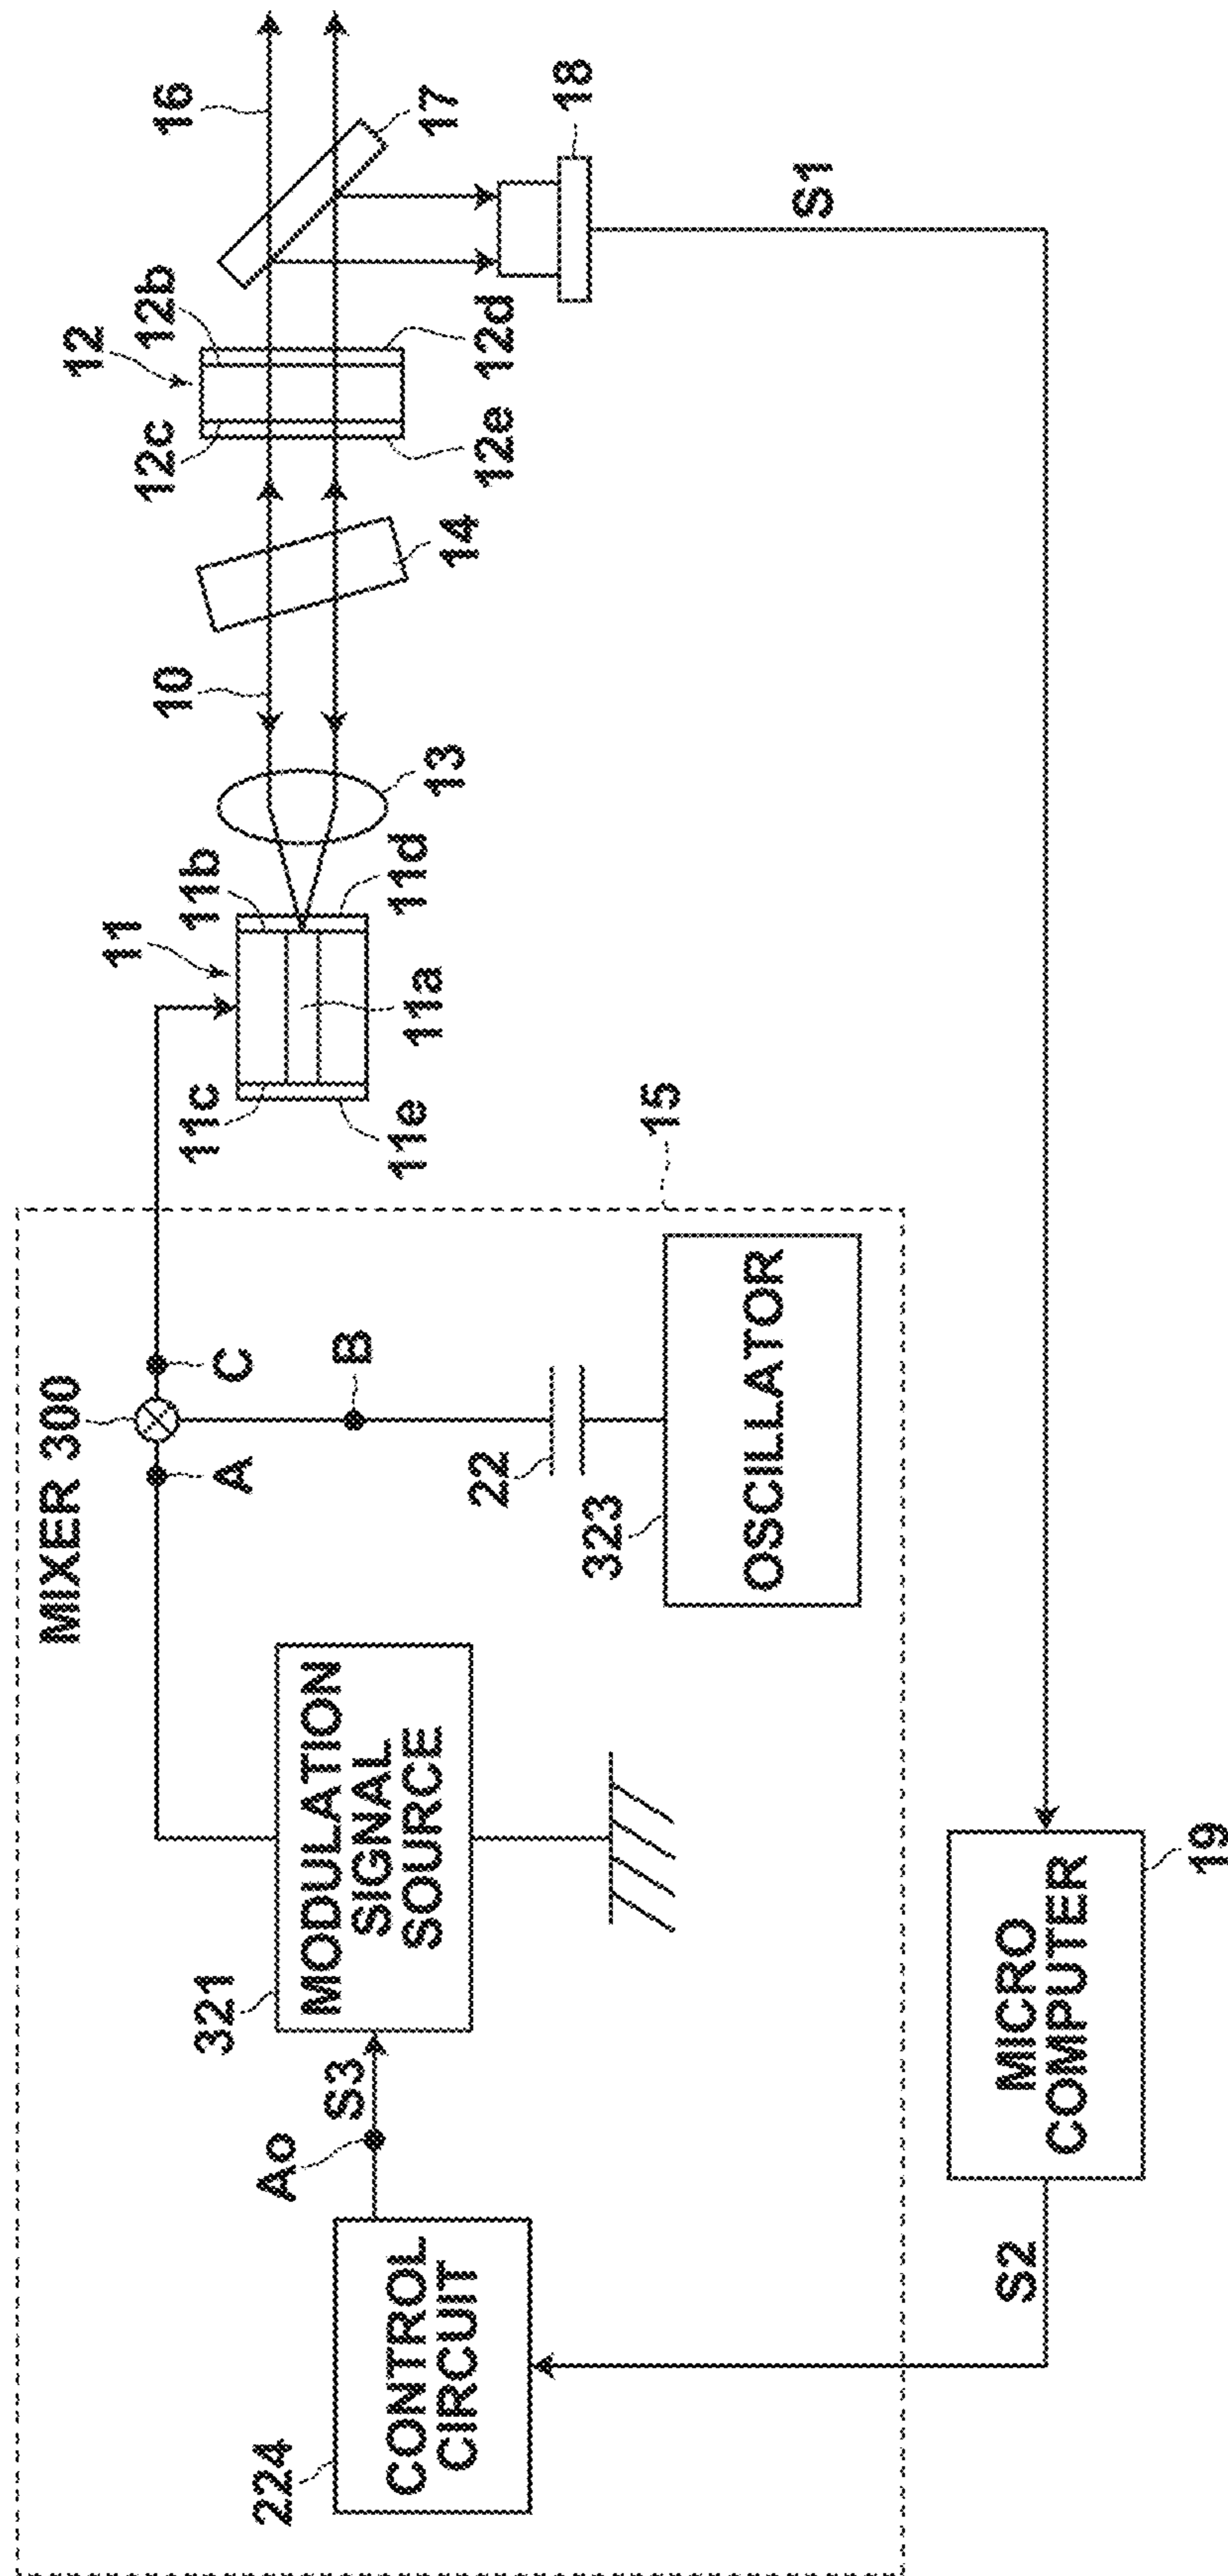 MIXER 300
A
C
B
22
323
OSCILLATOR
15
321
MODULATION
SIGNAL
SOURCE
S3
Ao
224
CONTROL
CIRCUIT
S2
MICRO
COMPUTER
19
S1
11
11b
11c
11a
11d
11e
13
10
14
12
12b
12c
12d
12e
16
17
18